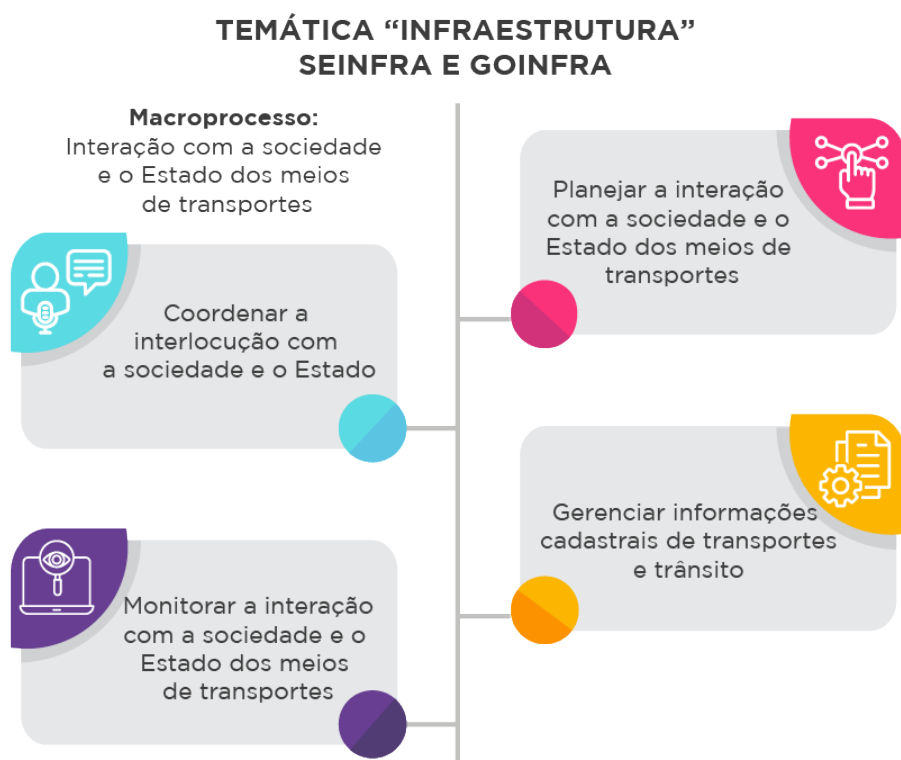 TEMÁTICA “INFRAESTRUTURA”
SEINFRA E GOINFRA
Macroprocesso:
Interação com a sociedade
e o Estado dos meios
de transportes
Planejar a interação
com a sociedade e o
Estado dos meios de
transportes
Coordenar a
interlocução com
a sociedade e o Estado
Gerenciar informações
cadastrais de transportes
e trânsito
Monitorar a interação
com a sociedade e o
Estado dos meios
de transportes